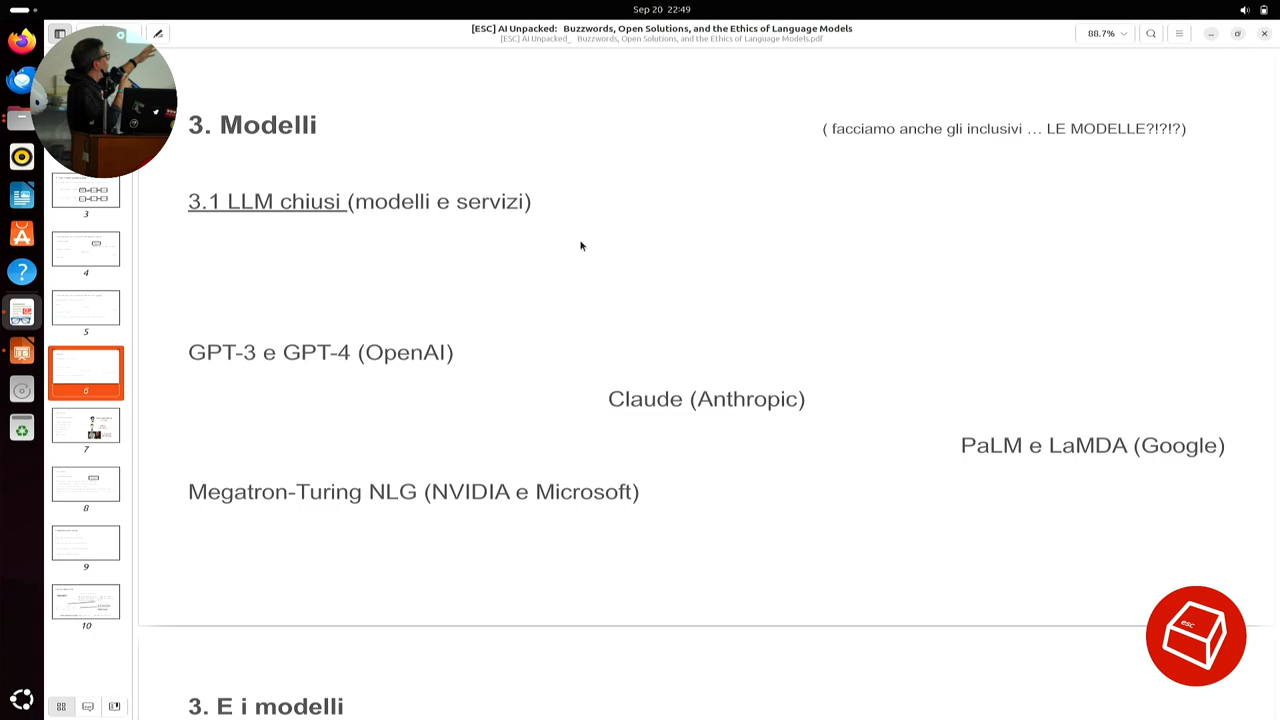 Sep 20 22:49
[ESC] AI Unpacked: Buzzwords, Open Solutions, and the Ethics of Language Models
[ESC] AI Unpacked_ Buzzwords, Open Solutions, and the Ethics of Language Models.pdf
88.7%
3. Modelli
( facciamo anche gli inclusivi … LE MODELLE?!?!?)
3.1 LLM chiusi (modelli e servizi)
GPT-3 e GPT-4 (OpenAI)
Claude (Anthropic)
PaLM e LaMDA (Google)
Megatron-Turing NLG (NVIDIA e Microsoft)
3. E i modelli
3
4
5
6
7
8
9
10
esc